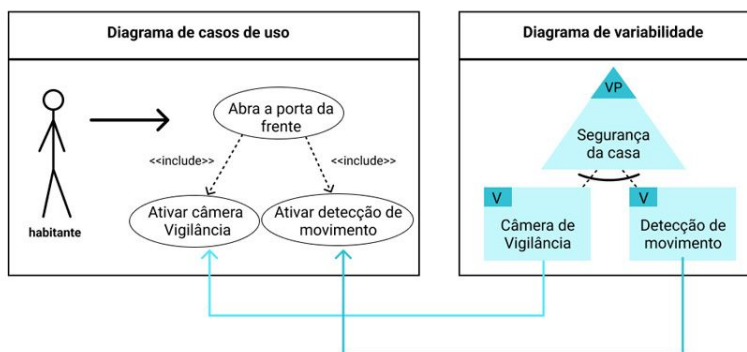 Diagrama de casos de uso
Abra a porta da
frente
<<include>>
<<include>>
Ativar câmera
Vigilância
Ativar detecção de
movimento
habitante
Diagrama de variabilidade
VP
Segurança
da casa
V
Câmera de
Vigilância
V
Detecção de
movimento